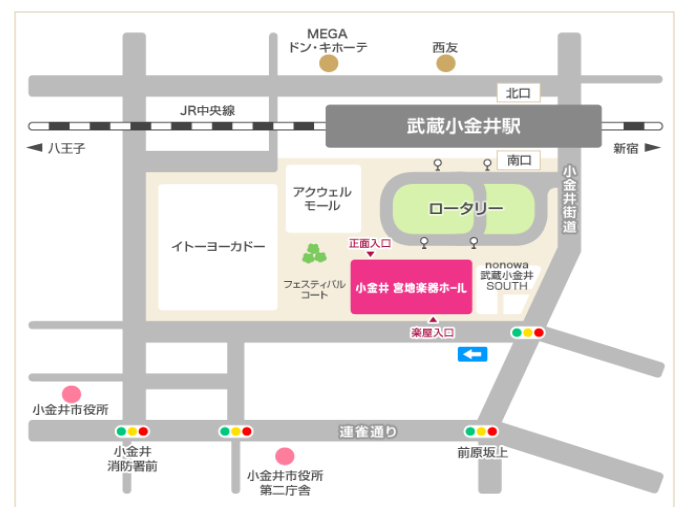 MEGA
ドン・キホーテ
西友
北口
JR中央線
武蔵小金井駅
八王子
新宿
南口
小金井街道
アクウェル
モール
ロータリー
イトーヨーカドー
正面入口
フェスティバル
コート
小金井 宮地楽器ホール
nonowa
武蔵小金井
SOUTH
楽屋入口
小金井市役所
連雀通り
小金井
消防署前
前原坂上
小金井市役所
第二庁舎